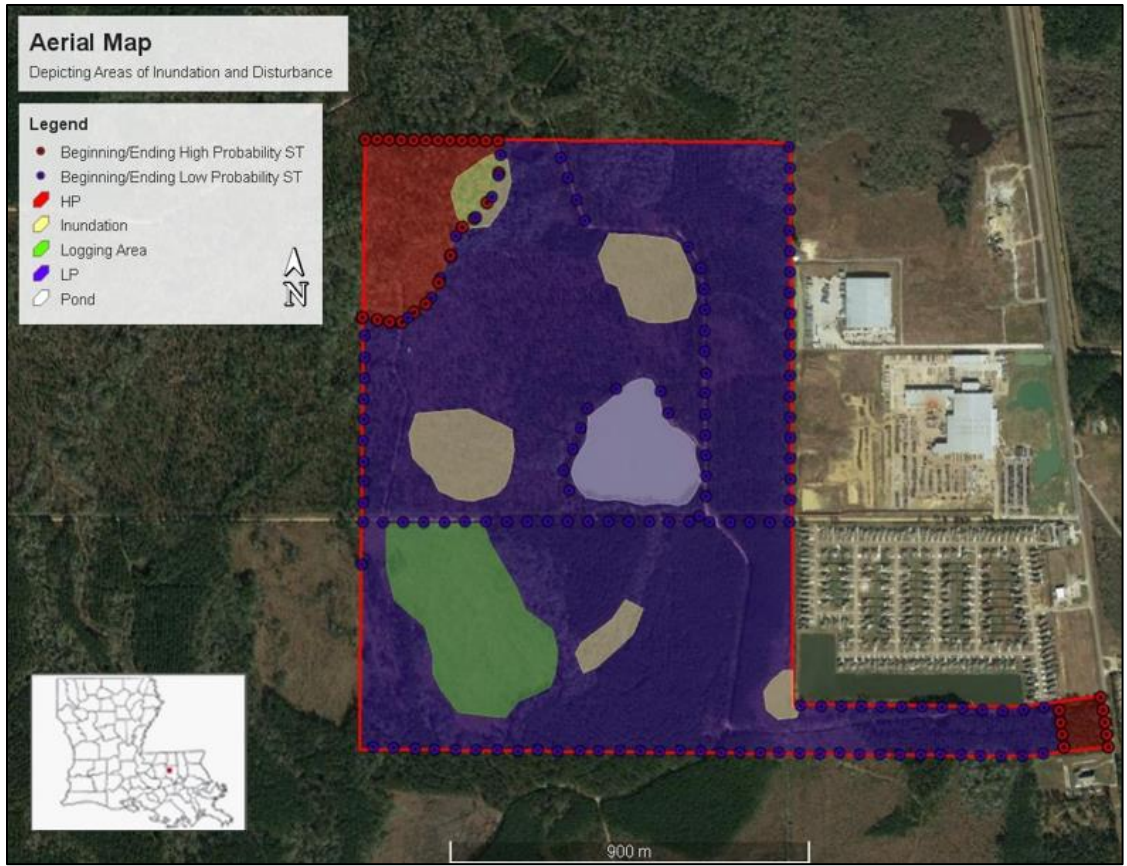 Aerial Map
Depicting Areas of Inundation and Disturbance
Legend
Beginning/Ending High Probability ST
Beginning/Ending Low Probability ST
HP
Inundation
Logging Area
LP
Pond
N
900 m